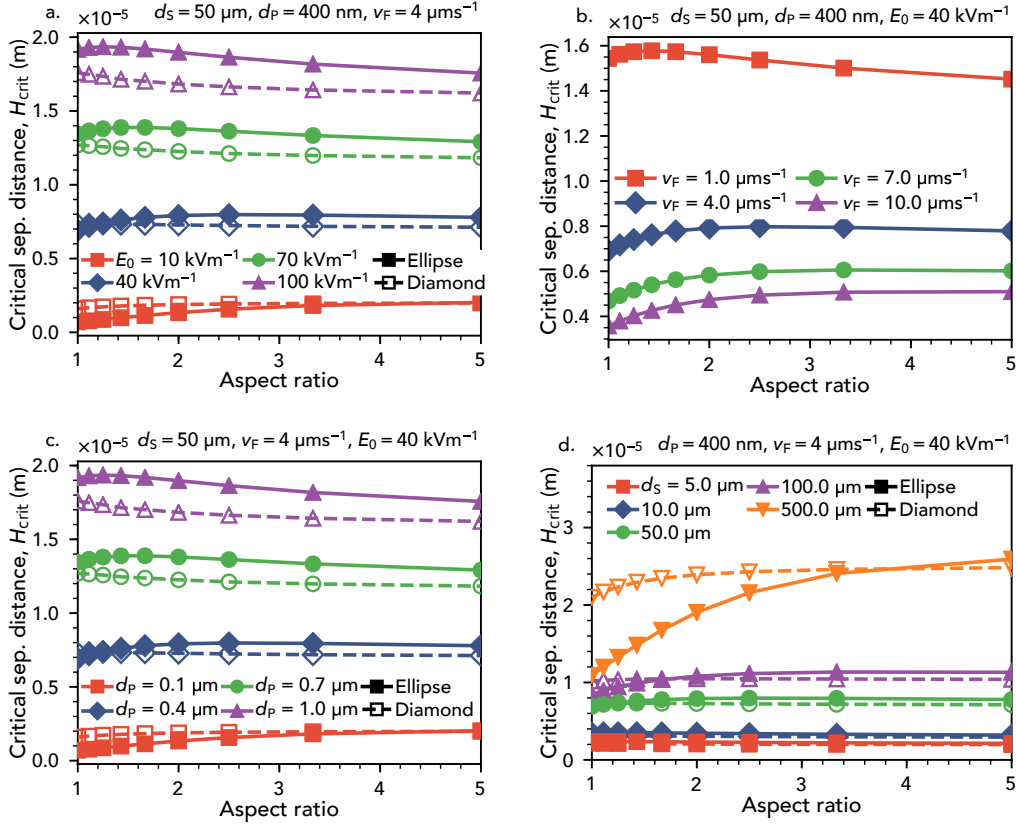 a. d_S = 50 μm, d_P = 400 nm, v_F = 4 μms⁻¹
×10⁻⁵
Critical sep. distance, H_crit (m)
2.0
1.5
1.0
0.5
0.0
E₀ = 10 kVm⁻¹ 70 kVm⁻¹ Ellipse
40 kVm⁻¹ 100 kVm⁻¹ Diamond
1 2 3 4 5
Aspect ratio
b. d_S = 50 μm, d_P = 400 nm, E₀ = 40 kVm⁻¹
×10⁻⁵
Critical sep. distance, H_crit (m)
1.6
1.4
1.2
1.0
0.8
0.6
0.4
v_F = 1.0 μms⁻¹ v_F = 7.0 μms⁻¹
v_F = 4.0 μms⁻¹ v_F = 10.0 μms⁻¹
1 2 3 4 5
Aspect ratio
c. d_S = 50 μm, v_F = 4 μms⁻¹, E₀ = 40 kVm⁻¹
×10⁻⁵
Critical sep. distance, H_crit (m)
2.0
1.5
1.0
0.5
0.0
d_P = 0.1 μm d_P = 0.7 μm Ellipse
d_P = 0.4 μm d_P = 1.0 μm Diamond
1 2 3 4 5
Aspect ratio
d. d_P = 400 nm, v_F = 4 μms⁻¹, E₀ = 40 kVm⁻¹
×10⁻⁵
Critical sep. distance, H_crit (m)
3
2
1
0
d_S = 5.0 μm 100.0 μm Ellipse
10.0 μm 500.0 μm Diamond
50.0 μm
1 2 3 4 5
Aspect ratio